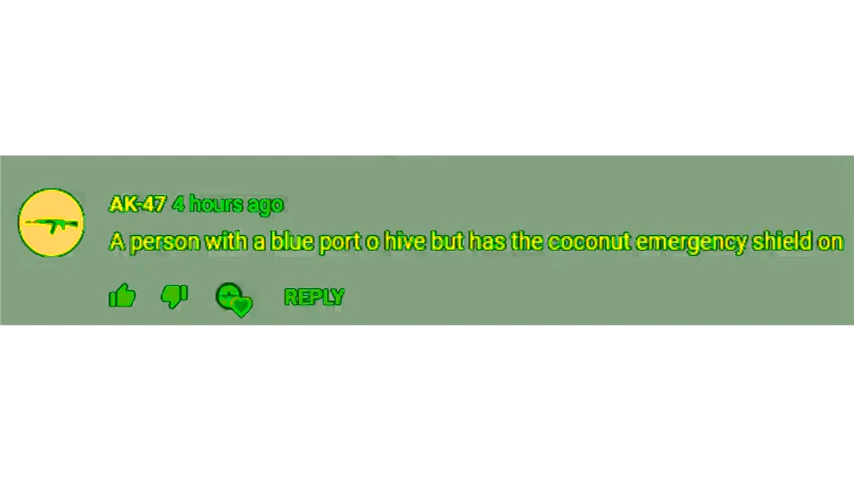 AK-47 4 hours ago
A person with a blue port o hive but has the coconut emergency shield on
REPLY